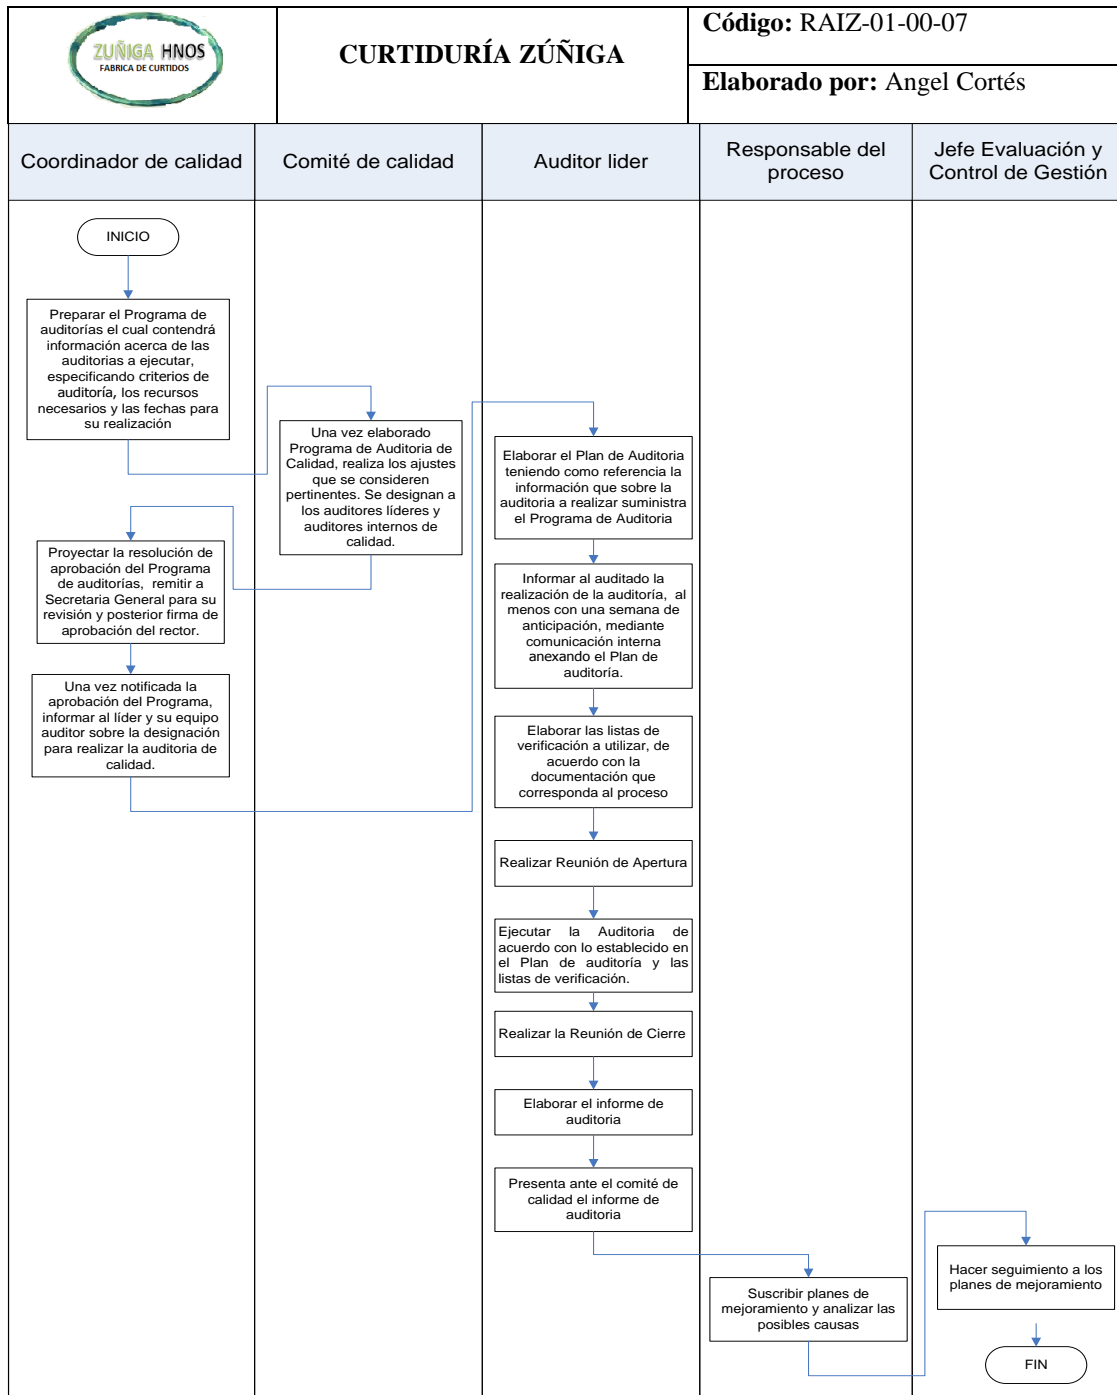 ZUÑIGA HNOS
FABRICA DE CURTIDOS
CURTIDURÍA ZÚÑIGA
Código: RAIZ-01-00-07
Elaborado por: Angel Cortés
Coordinador de calidad
Comité de calidad
Auditor lider
Responsable del
proceso
Jefe Evaluación y
Control de Gestión
INICIO
Preparar el Programa de
auditorías el cual contendrá
información acerca de las
auditorias a ejecutar,
especificando criterios de
auditoría, los recursos
necesarios y las fechas para
su realización
Una vez elaborado
Programa de Auditoria de
Calidad, realiza los ajustes
que se consideren
pertinentes. Se designan a
los auditores líderes y
auditores internos de
calidad.
Proyectar la resolución de
aprobación del Programa
de auditorías, remitir a
Secretaria General para su
revisión y posterior firma de
aprobación del rector.
Una vez notificada la
aprobación del Programa,
informar al líder y su equipo
auditor sobre la designación
para realizar la auditoria de
calidad.
Elaborar el Plan de Auditoria
teniendo como referencia la
información que sobre la
auditoria a realizar suministra
el Programa de Auditoria
Informar al auditado la
realización de la auditoría, al
menos con una semana de
anticipación, mediante
comunicación interna
anexando el Plan de
auditoría.
Elaborar las listas de
verificación a utilizar, de
acuerdo con la
documentación que
corresponda al proceso
Realizar Reunión de Apertura
Ejecutar la Auditoria de
acuerdo con lo establecido en
el Plan de auditoría y las
listas de verificación.
Realizar la Reunión de Cierre
Elaborar el informe de
auditoria
Presenta ante el comité de
calidad el informe de
auditoria
Suscribir planes de
mejoramiento y analizar las
posibles causas
Hacer seguimiento a los
planes de mejoramiento
FIN